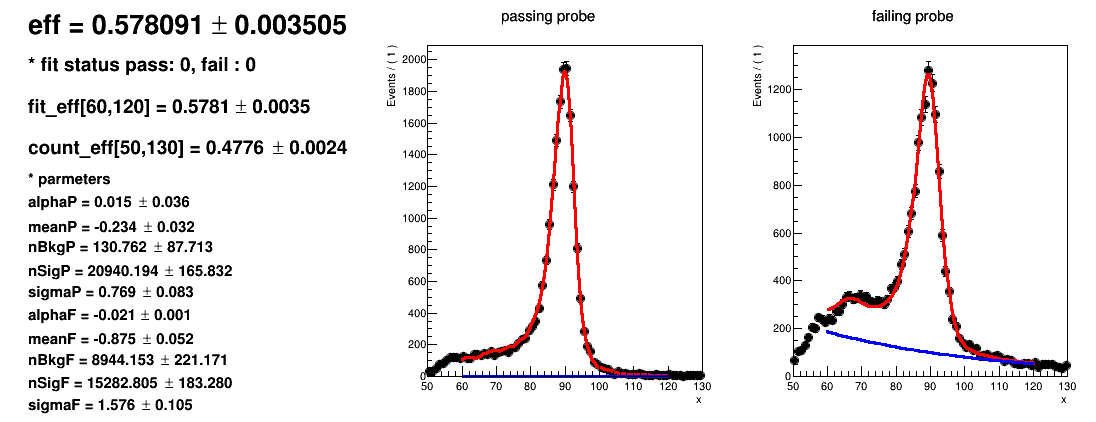 eff = 0.578091 ± 0.003505
* fit status pass: 0, fail : 0
fit_eff[60,120] = 0.5781 ± 0.0035
count_eff[50,130] = 0.4776 ± 0.0024
* parmeters
alphaP = 0.015 ± 0.036
meanP = -0.234 ± 0.032
nBkgP = 130.762 ± 87.713
nSigP = 20940.194 ± 165.832
sigmaP = 0.769 ± 0.083
alphaF = -0.021 ± 0.001
meanF = -0.875 ± 0.052
nBkgF = 8944.153 ± 221.171
nSigF = 15282.805 ± 183.280
sigmaF = 1.576 ± 0.105
passing probe
Events / ( 1 )
2000
1800
1600
1400
1200
1000
800
600
400
200
0
50 60 70 80 90 100 110 120 130
x
failing probe
Events / ( 1 )
1200
1000
800
600
400
200
0
50 60 70 80 90 100 110 120 130
x